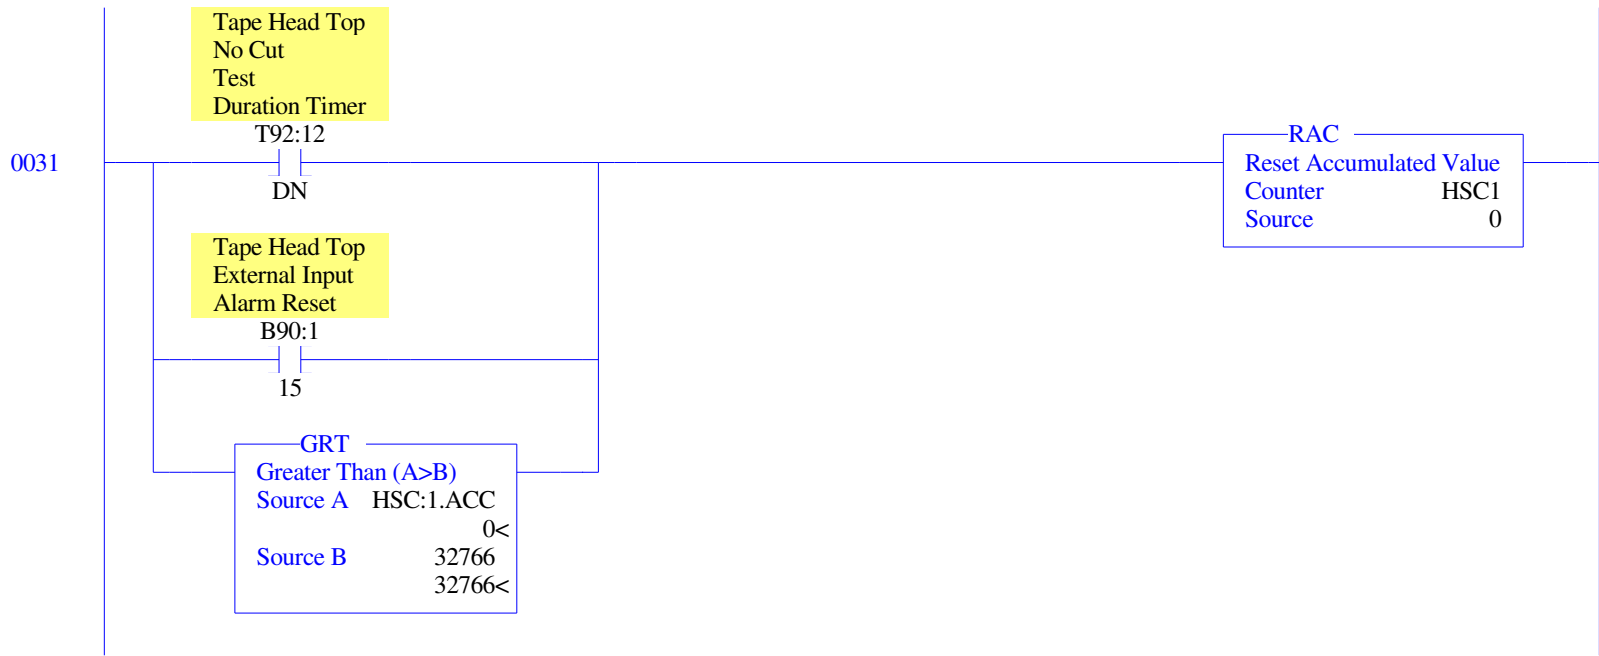 Tape Head Top
No Cut
Test
Duration Timer
T92:12
DN
0031
RAC
Reset Accumulated Value
Counter HSC1
Source 0
Tape Head Top
External Input
Alarm Reset
B90:1
15
GRT
Greater Than (A>B)
Source A HSC:1.ACC
0<
Source B 32766
32766<